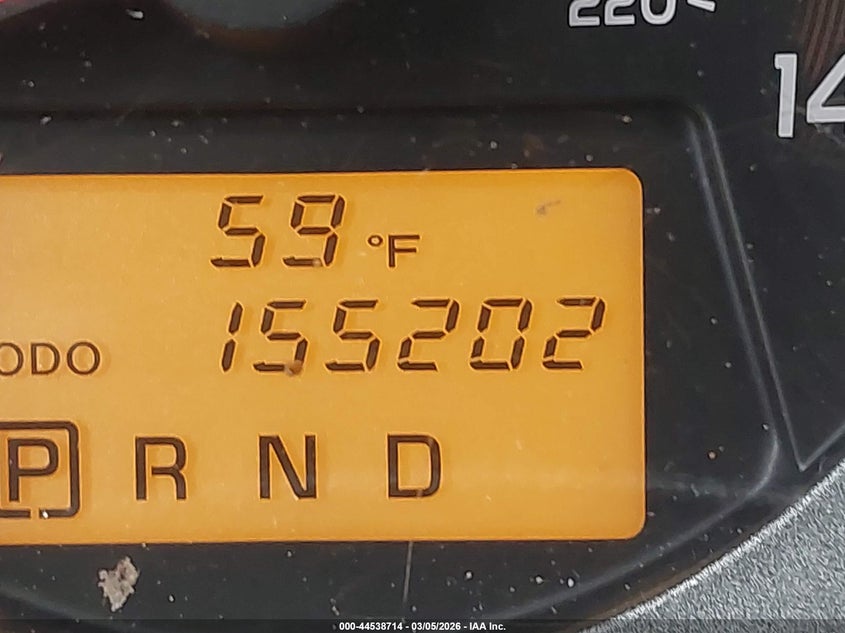 220
14
59 °F
ODO 155202
P R N D
000-44538714 - 03/05/2026 - IAA Inc.